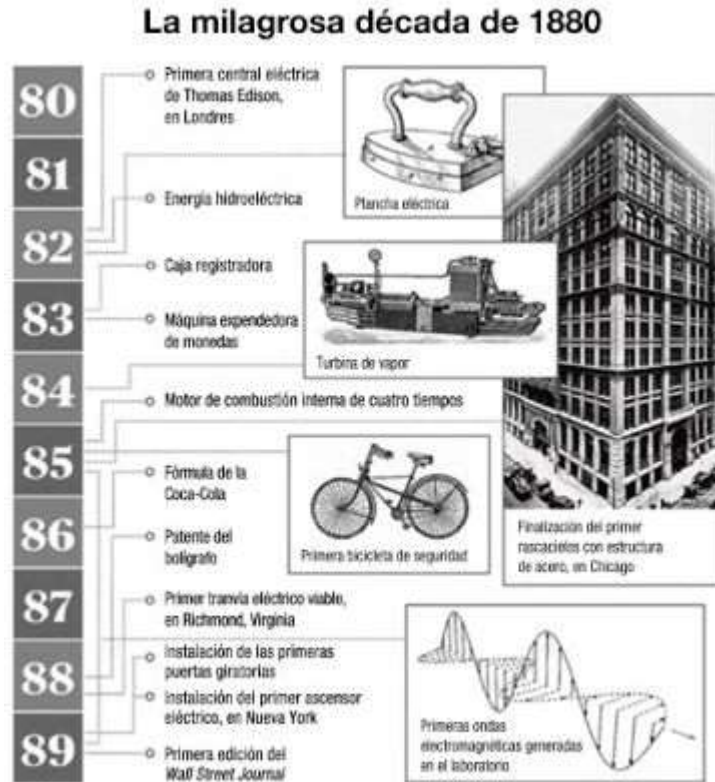 La milagrosa década de 1880
80
81
82
83
84
85
86
87
88
89
Primera central eléctrica
de Thomas Edison,
en Londres
Plancha eléctrica
Energía hidroeléctrica
Caja registradora
Máquina expendedora
de monedas
Turbina de vapor
Motor de combustión interna de cuatro tiempos
Fórmula de la
Coca-Cola
Primera bicicleta de seguridad
Finalización del primer
rascacieles con estructura
de acero, en Chicago
Patente del
bolígrafo
Primer tranvía eléctrico viable,
en Richmond, Virginia
Instalación de las primeras
puertas giratorias
Instalación del primer ascensor
eléctrico, en Nueva York
Primera edición del
Wall Street Journal
Primeras ondas
electromagnéticas generadas
en el laboratorio